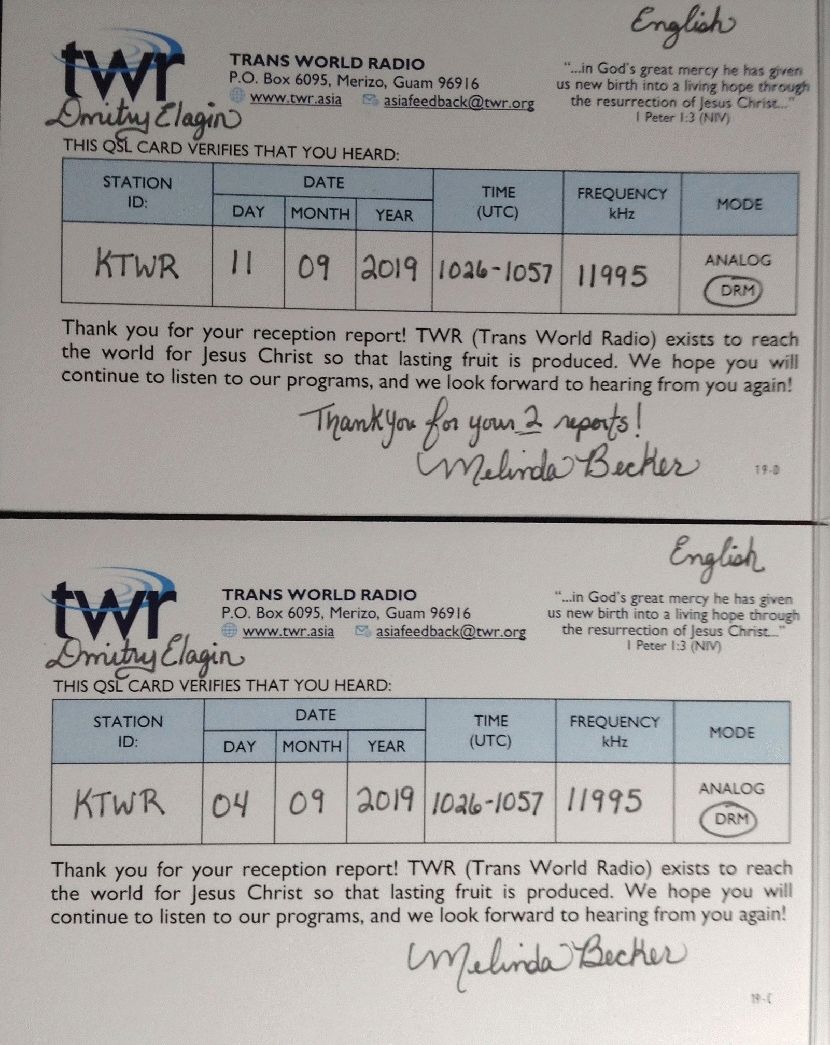 English
twr
TRANS WORLD RADIO
P.O. Box 6095, Merizo, Guam 96916
www.twr.asia asiafeedback@twr.org
"...in God's great mercy he has given
us new birth into a living hope through
the resurrection of Jesus Christ..."
1 Peter 1:3 (NIV)
Dmitry Elagin
THIS QSL CARD VERIFIES THAT YOU HEARD:
STATION ID: DATE TIME (UTC) FREQUENCY kHz MODE
DAY MONTH YEAR
KTWR 11 09 2019 1026-1057 11995 ANALOG
DRM
Thank you for your reception report! TWR (Trans World Radio) exists to reach
the world for Jesus Christ so that lasting fruit is produced. We hope you will
continue to listen to our programs, and we look forward to hearing from you again!
Thank you for your 2 reports!
Melinda Becker
19-D
English
twr
TRANS WORLD RADIO
P.O. Box 6095, Merizo, Guam 96916
www.twr.asia asiafeedback@twr.org
"...in God's great mercy he has given
us new birth into a living hope through
the resurrection of Jesus Christ..."
1 Peter 1:3 (NIV)
Dmitry Elagin
THIS QSL CARD VERIFIES THAT YOU HEARD:
STATION ID: DATE TIME (UTC) FREQUENCY kHz MODE
DAY MONTH YEAR
KTWR 04 09 2019 1026-1057 11995 ANALOG
DRM
Thank you for your reception report! TWR (Trans World Radio) exists to reach
the world for Jesus Christ so that lasting fruit is produced. We hope you will
continue to listen to our programs, and we look forward to hearing from you again!
Melinda Becker
19-C